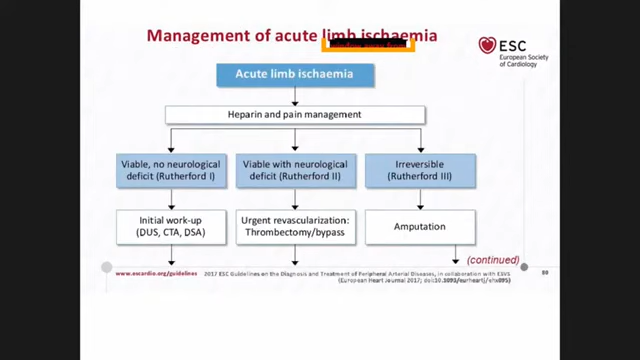 Management of acute limb ischaemia
ESC
European Society
of Cardiology
Acute limb ischaemia
Heparin and pain management
Viable, no neurological
deficit (Rutherford I)
Viable with neurological
deficit (Rutherford II)
Irreversible
(Rutherford III)
Initial work-up
(DUS, CTA, DSA)
Urgent revascularization:
Thrombectomy/bypass
Amputation
(continued)
www.escardio.org/guidelines
2017 ESC Guidelines on the Diagnosis and Treatment of Peripheral Arterial Diseases, in collaboration with ESVS
(European Heart Journal 2017; doi:10.1093/eurheartj/ehx095)